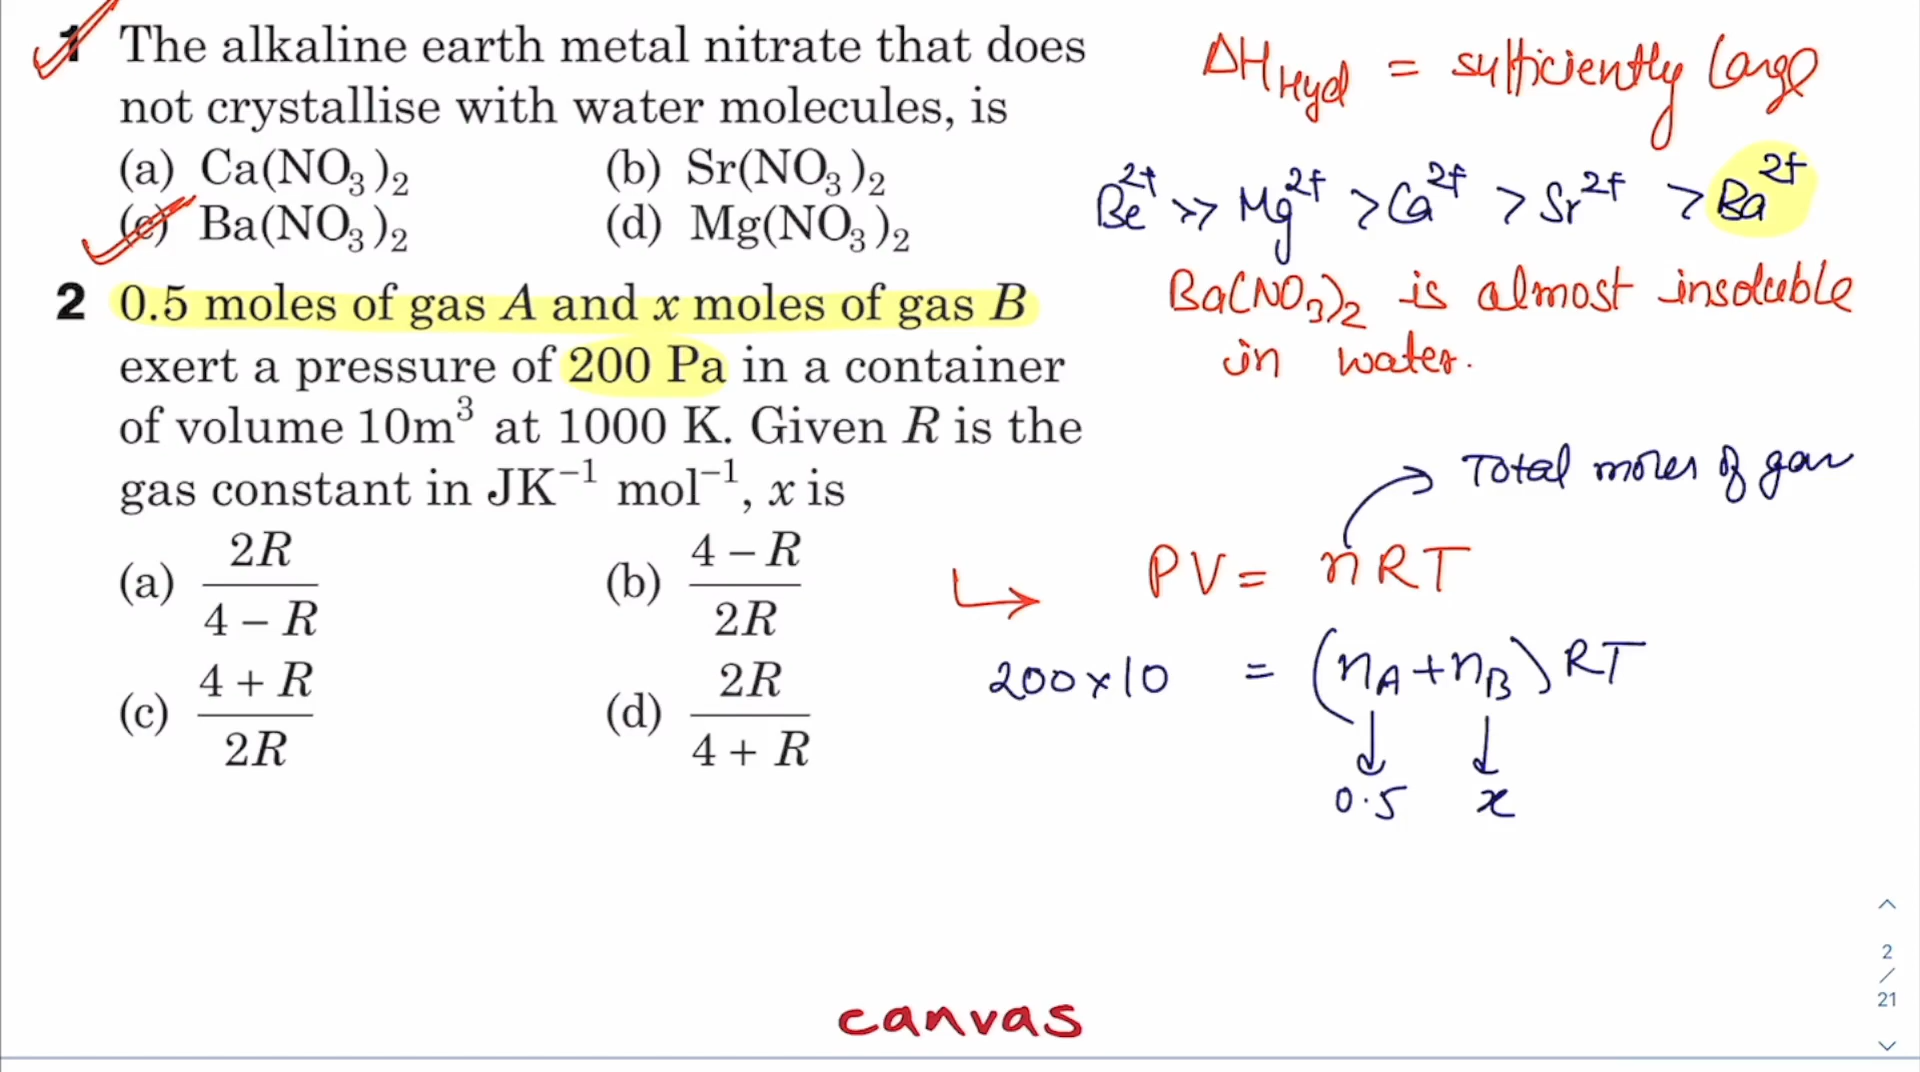 1 The alkaline earth metal nitrate that does
not crystallise with water molecules, is
(a) Ca(NO₃)₂ (b) Sr(NO₃)₂
(c) Ba(NO₃)₂ (d) Mg(NO₃)₂
2 0.5 moles of gas A and x moles of gas B
exert a pressure of 200 Pa in a container
of volume 10m³ at 1000 K. Given R is the
gas constant in JK⁻¹ mol⁻¹, x is
(a) 2R / 4 − R (b) 4 − R / 2R
(c) 4 + R / 2R (d) 2R / 4 + R
ΔH Hyd = sufficiently large
Be²⁺ >> Mg²⁺ > Ca²⁺ > Sr²⁺ > Ba²⁺
Ba(NO₃)₂ is almost insoluble
in water.
Total moles of gas
PV = nRT
200 × 10 = (nA + nB) RT
0.5 x
canvas
2
/
21